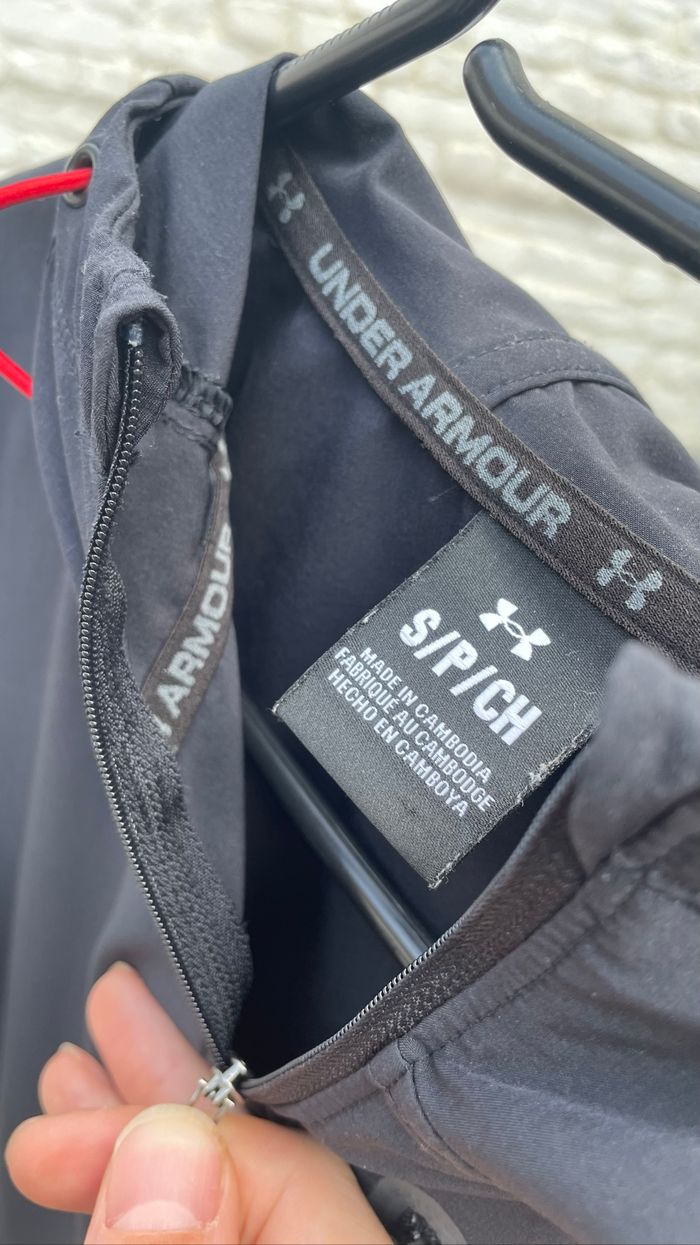 UNDER ARMOUR
ARMOUR
S/P/CH
MADE IN CAMBODIA
FABRIQUÉ AU CAMBODGE
HECHO EN CAMBOYA